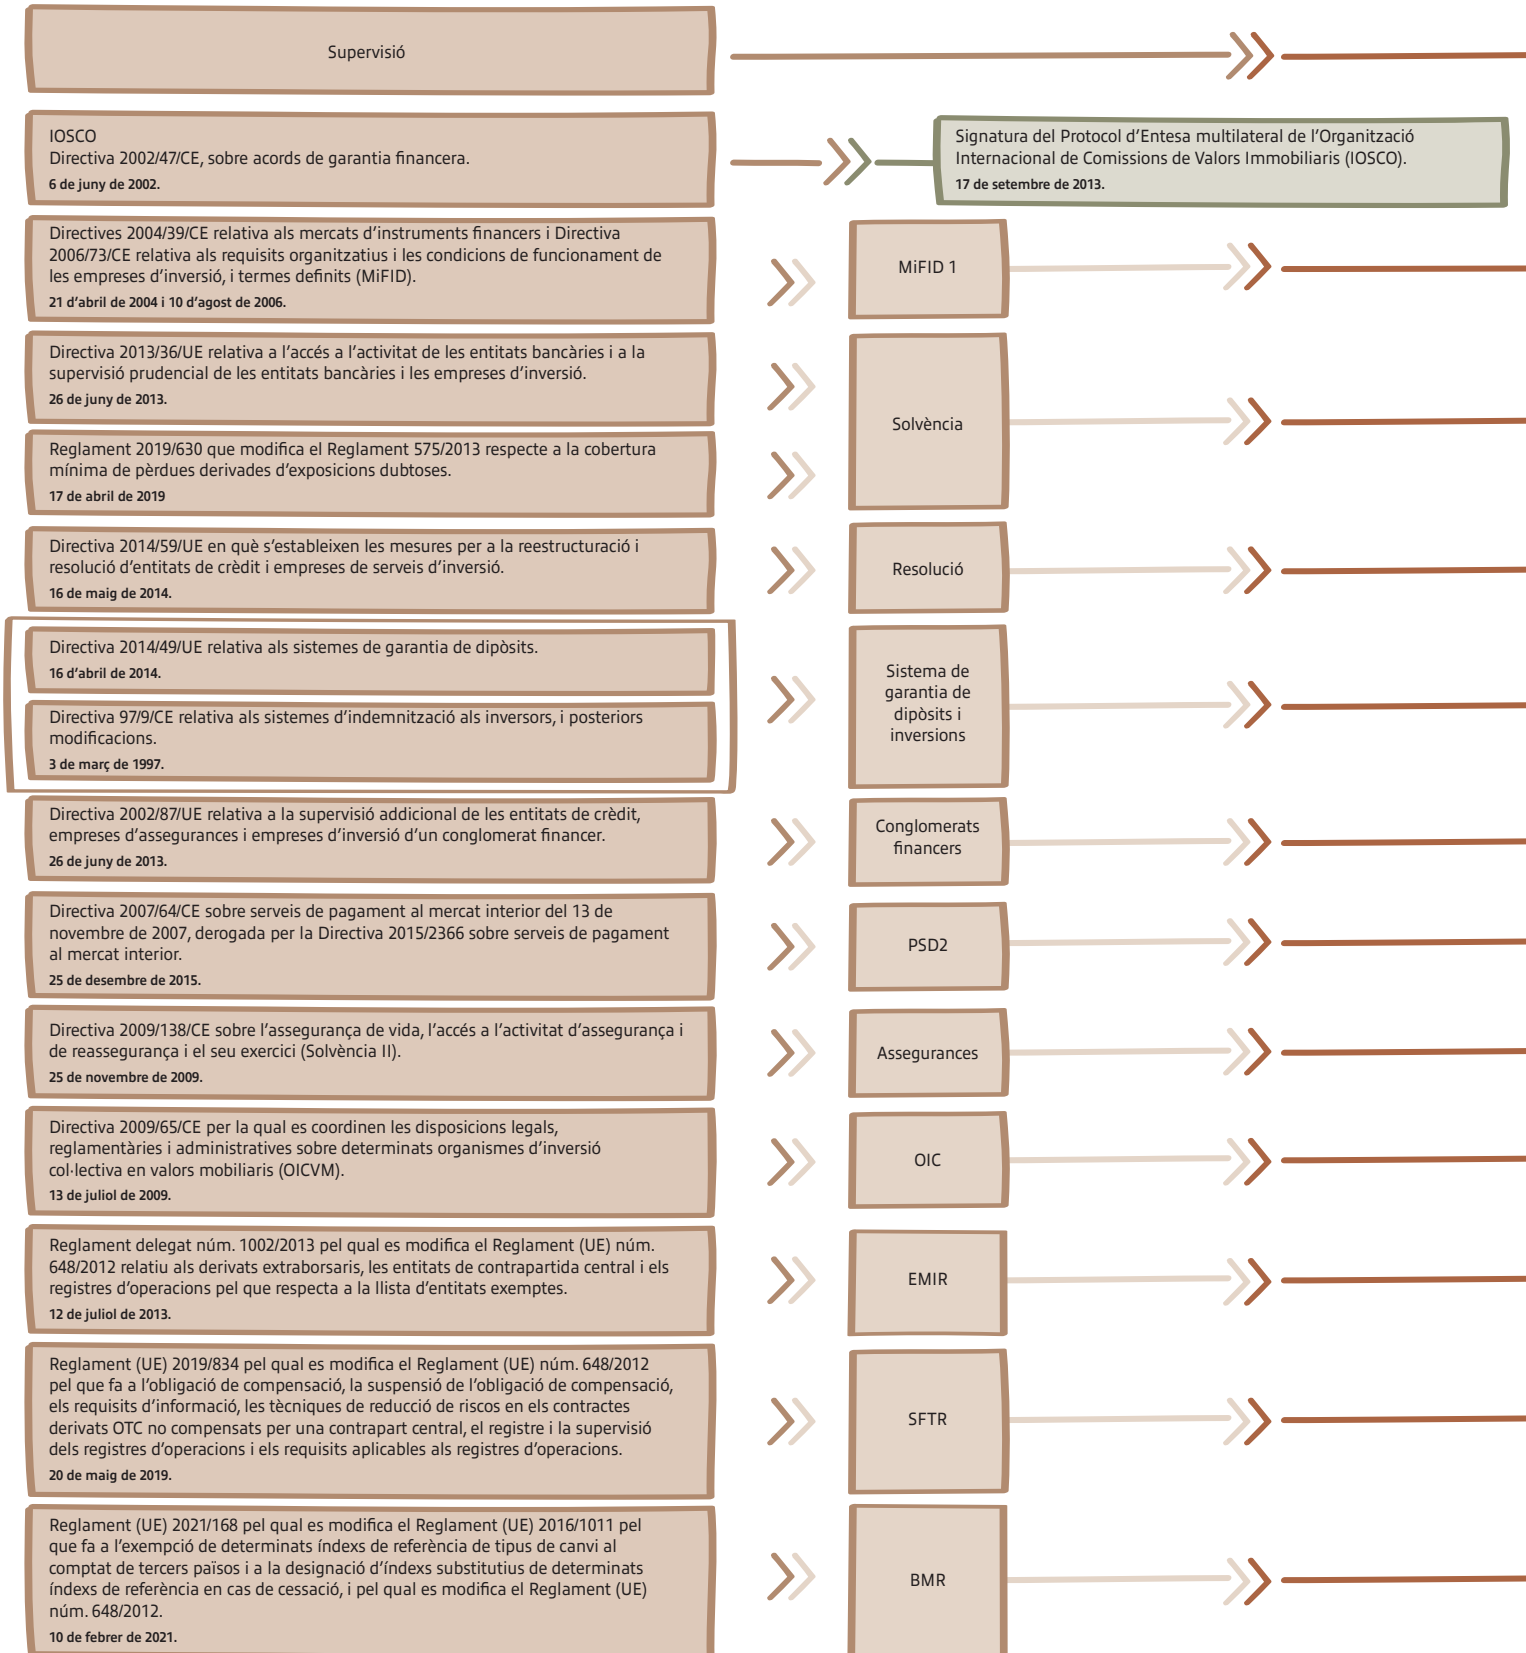 Supervisió
IOSCO
Directiva 2002/47/CE, sobre acords de garantia financera.
6 de juny de 2002.
Signatura del Protocol d’Entesa multilateral de l’Organització
Internacional de Comissions de Valors Immobiliaris (IOSCO).
17 de setembre de 2013.
Directives 2004/39/CE relativa als mercats d’instruments financers i Directiva
2006/73/CE relativa als requisits organitzatius i les condicions de funcionament de
les empreses d’inversió, i termes definits (MiFID).
21 d’abril de 2004 i 10 d’agost de 2006.
MiFID 1
Directiva 2013/36/UE relativa a l’accés a l’activitat de les entitats bancàries i a la
supervisió prudencial de les entitats bancàries i les empreses d’inversió.
26 de juny de 2013.
Reglament 2019/630 que modifica el Reglament 575/2013 respecte a la cobertura
mínima de pèrdues derivades d’exposicions dubtoses.
17 de abril de 2019
Solvència
Directiva 2014/59/UE en què s’estableixen les mesures per a la reestructuració i
resolució d’entitats de crèdit i empreses de serveis d’inversió.
16 de maig de 2014.
Resolució
Directiva 2014/49/UE relativa als sistemes de garantia de dipòsits.
16 d’abril de 2014.
Directiva 97/9/CE relativa als sistemes d’indemnització als inversors, i posteriors
modificacions.
3 de març de 1997.
Sistema de
garantia de
dipòsits i
inversions
Directiva 2002/87/UE relativa a la supervisió addicional de les entitats de crèdit,
empreses d’assegurances i empreses d’inversió d’un conglomerat financer.
26 de juny de 2013.
Conglomerats
financers
Directiva 2007/64/CE sobre serveis de pagament al mercat interior del 13 de
novembre de 2007, derogada per la Directiva 2015/2366 sobre serveis de pagament
al mercat interior.
25 de desembre de 2015.
PSD2
Directiva 2009/138/CE sobre l’assegurança de vida, l’accés a l’activitat d’assegurança i
de reassegurança i el seu exercici (Solvència II).
25 de novembre de 2009.
Assegurances
Directiva 2009/65/CE per la qual es coordinen les disposicions legals,
reglamentàries i administratives sobre determinats organismes d’inversió
col·lectiva en valors mobiliaris (OICVM).
13 de juliol de 2009.
OIC
Reglament delegat núm. 1002/2013 pel qual es modifica el Reglament (UE) núm.
648/2012 relatiu als derivats extraborsaris, les entitats de contrapartida central i els
registres d’operacions pel que respecta a la llista d’entitats exemptes.
12 de juliol de 2013.
EMIR
Reglament (UE) 2019/834 pel qual es modifica el Reglament (UE) núm. 648/2012
pel que fa a l’obligació de compensació, la suspensió de l’obligació de compensació,
els requisits d’informació, les tècniques de reducció de riscos en els contractes
derivats OTC no compensats per una contrapart central, el registre i la supervisió
dels registres d’operacions i els requisits aplicables als registres d’operacions.
20 de maig de 2019.
SFTR
Reglament (UE) 2021/168 pel qual es modifica el Reglament (UE) 2016/1011 pel
que fa a l’exempció de determinats índexs de referència de tipus de canvi al
comptat de tercers països i a la designació d’índexs substitutius de determinats
índexs de referència en cas de cessació, i pel qual es modifica el Reglament (UE)
núm. 648/2012.
10 de febrer de 2021.
BMR